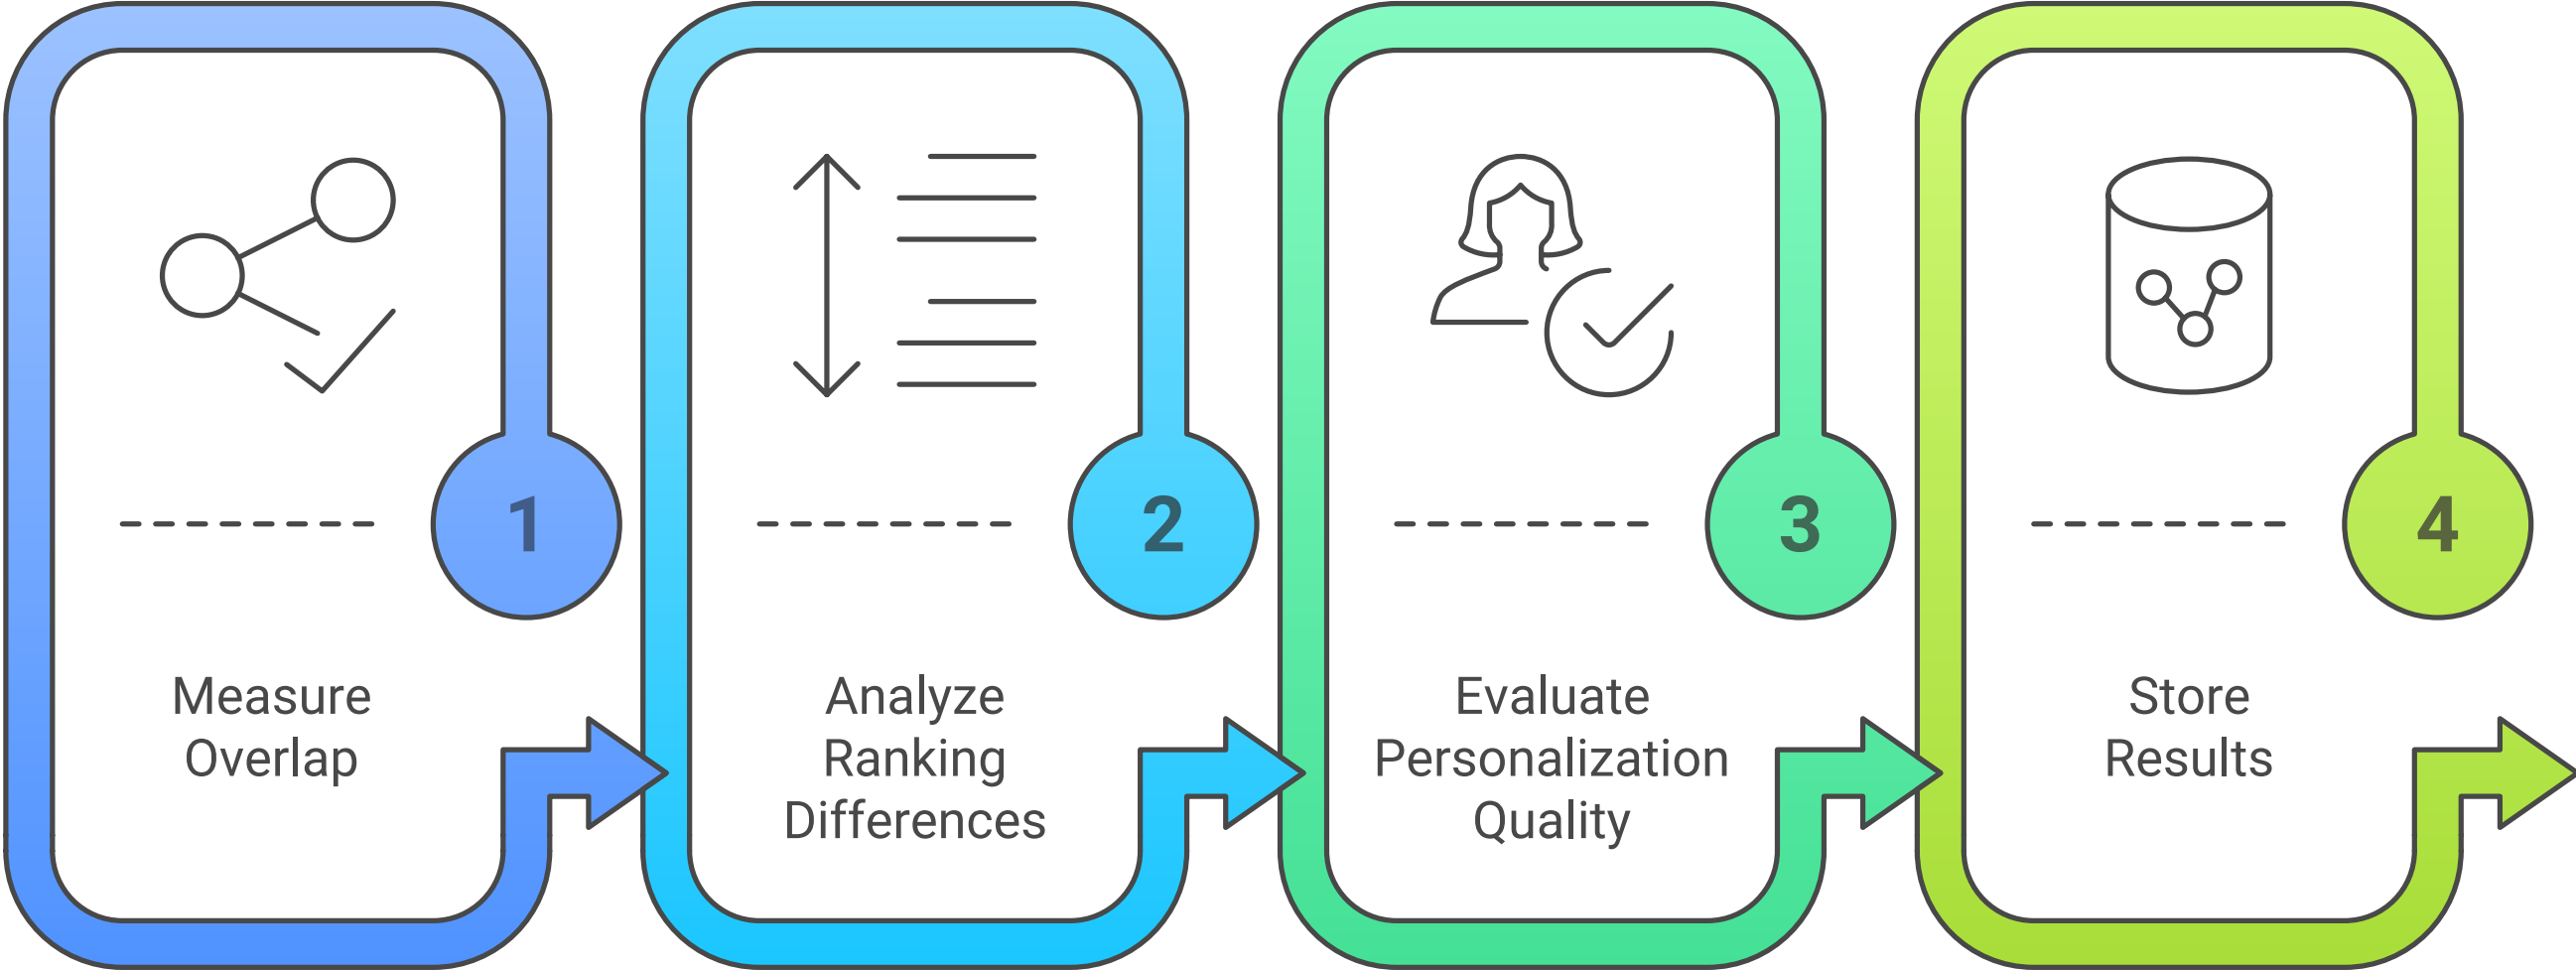 1
Measure
Overlap
2
Analyze
Ranking
Differences
3
Evaluate
Personalization
Quality
4
Store
Results